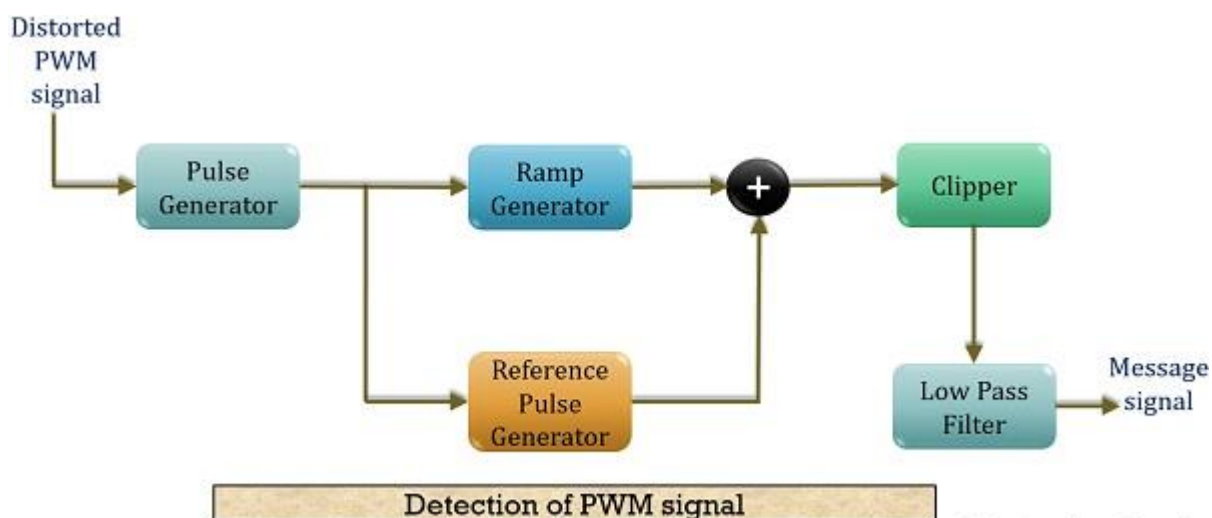 Distorted
PWM
signal
Pulse
Generator
Ramp
Generator
+
Clipper
Reference
Pulse
Generator
Low Pass
Filter
Message
signal
Detection of PWM signal